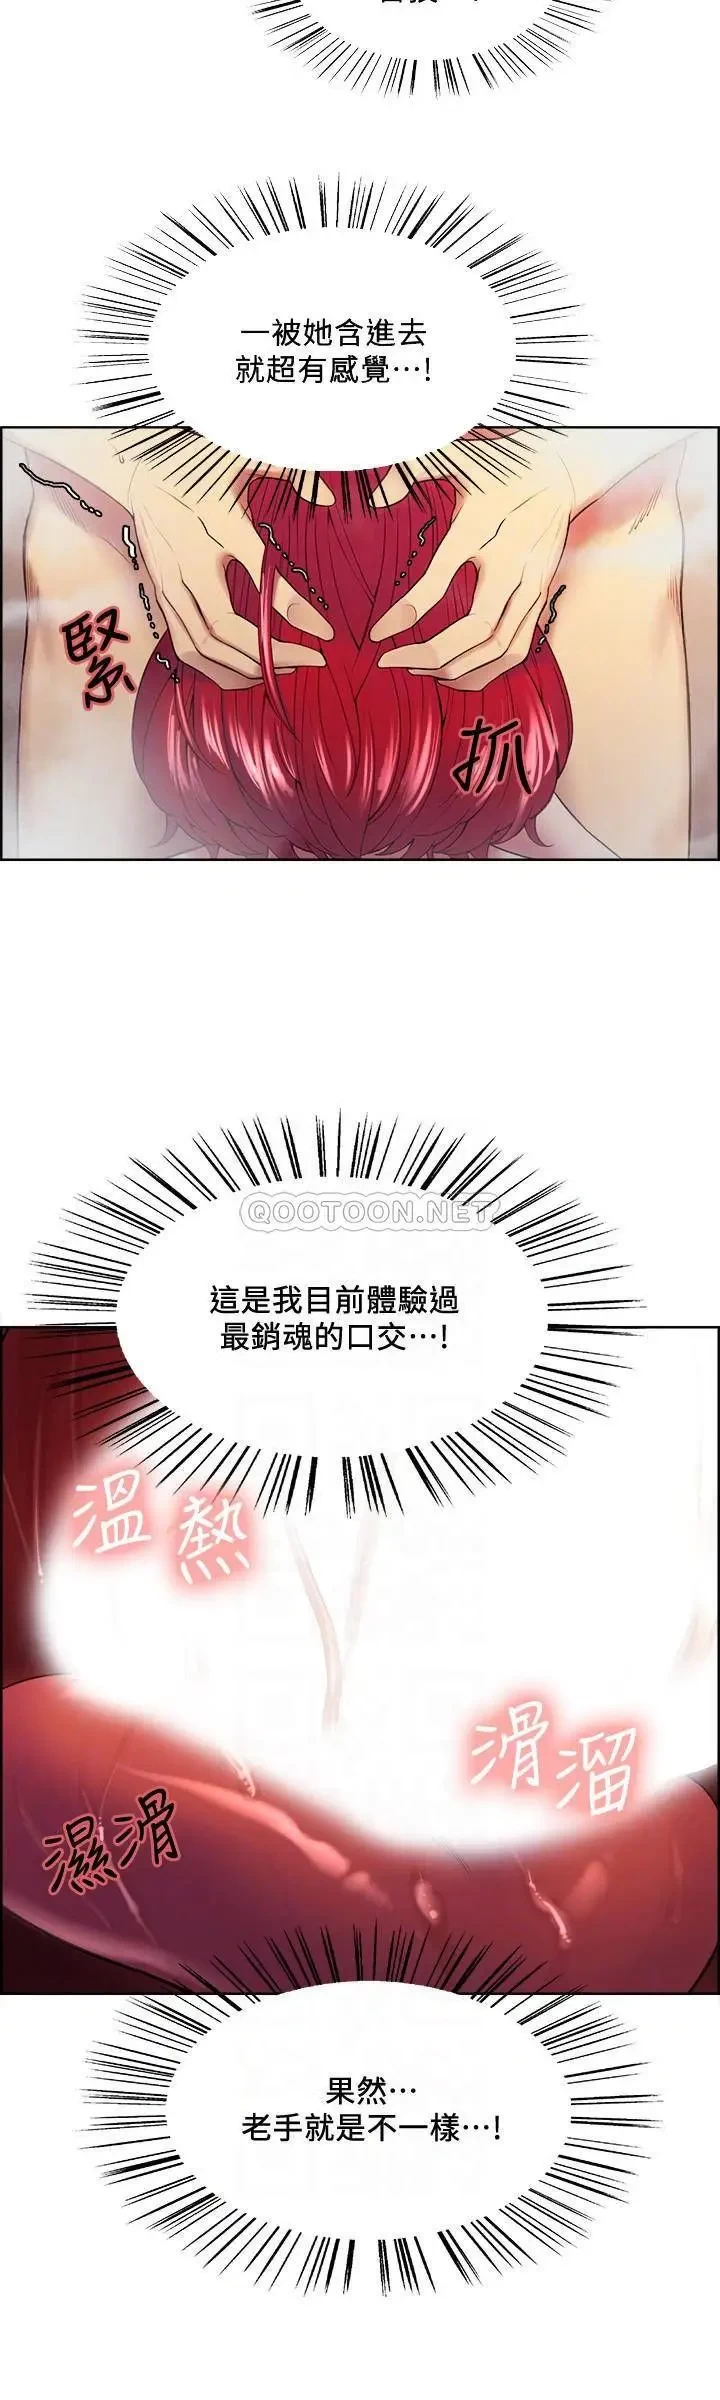 一被她含進去
就超有感覺⋯!
緊
抓
QOOTOON.NET
這是我目前體驗過
最銷魂的口交⋯!
溫熱
滑溜
濕滑
果然⋯
老手就是不一樣⋯!